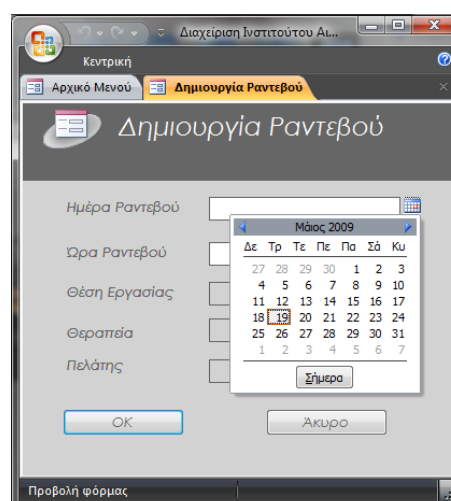 Διαχείριση Ινστιτούτου Αι...
Κεντρική
Αρχικό Μενού Δημιουργία Ραντεβού
Δημιουργία Ραντεβού
Ημέρα Ραντεβού
Μάιος 2009
Δε Τρ Τε Πε Πα Σά Κυ
27 28 29 30 1 2 3
4 5 6 7 8 9 10
11 12 13 14 15 16 17
18 19 20 21 22 23 24
25 26 27 28 29 30 31
1 2 3 4 5 6 7
Σήμερα
Ώρα Ραντεβού
Θέση Εργασίας
Θεραπεία
Πελάτης
OK Άκυρο
Προβολή φόρμας